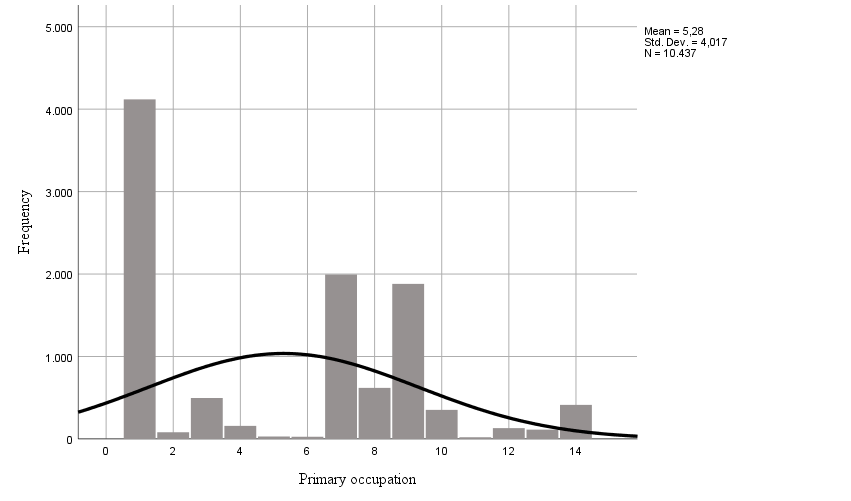 5.000
4.000
3.000
2.000
1.000
0
Frequency
0 2 4 6 8 10 12 14
Primary occupation
Mean = 5,28
Std. Dev. = 4,017
N = 10.437